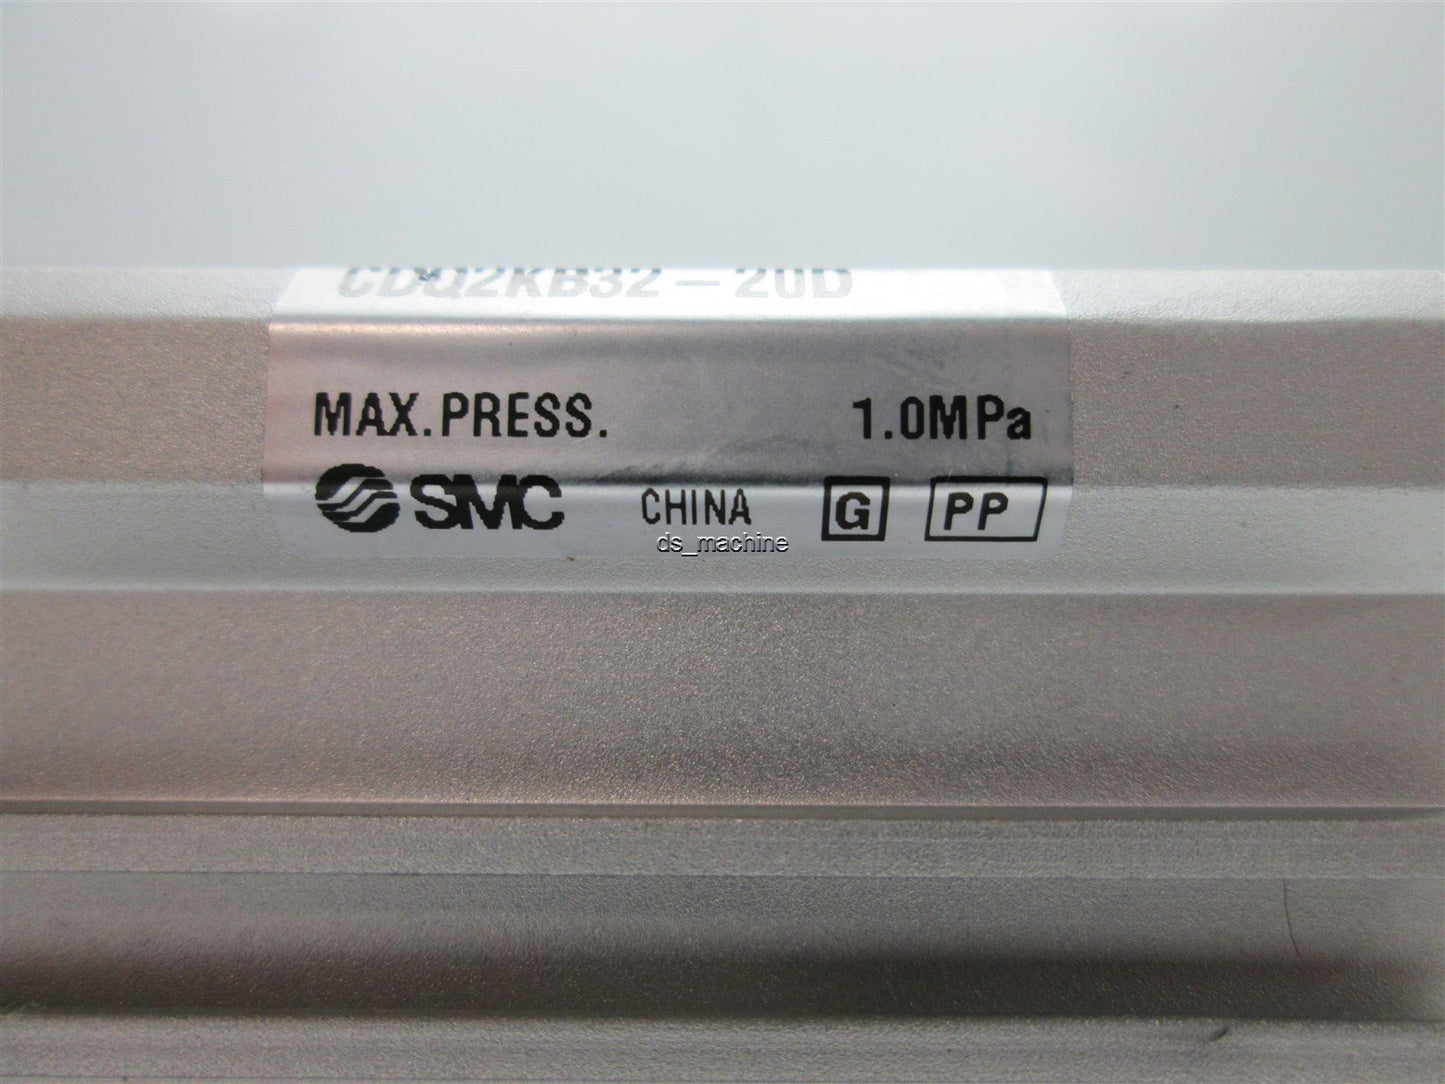 CDQ2KB32-20D
MAX.PRESS. 1.0MPa
SMC CHINA G PP
ds_machine